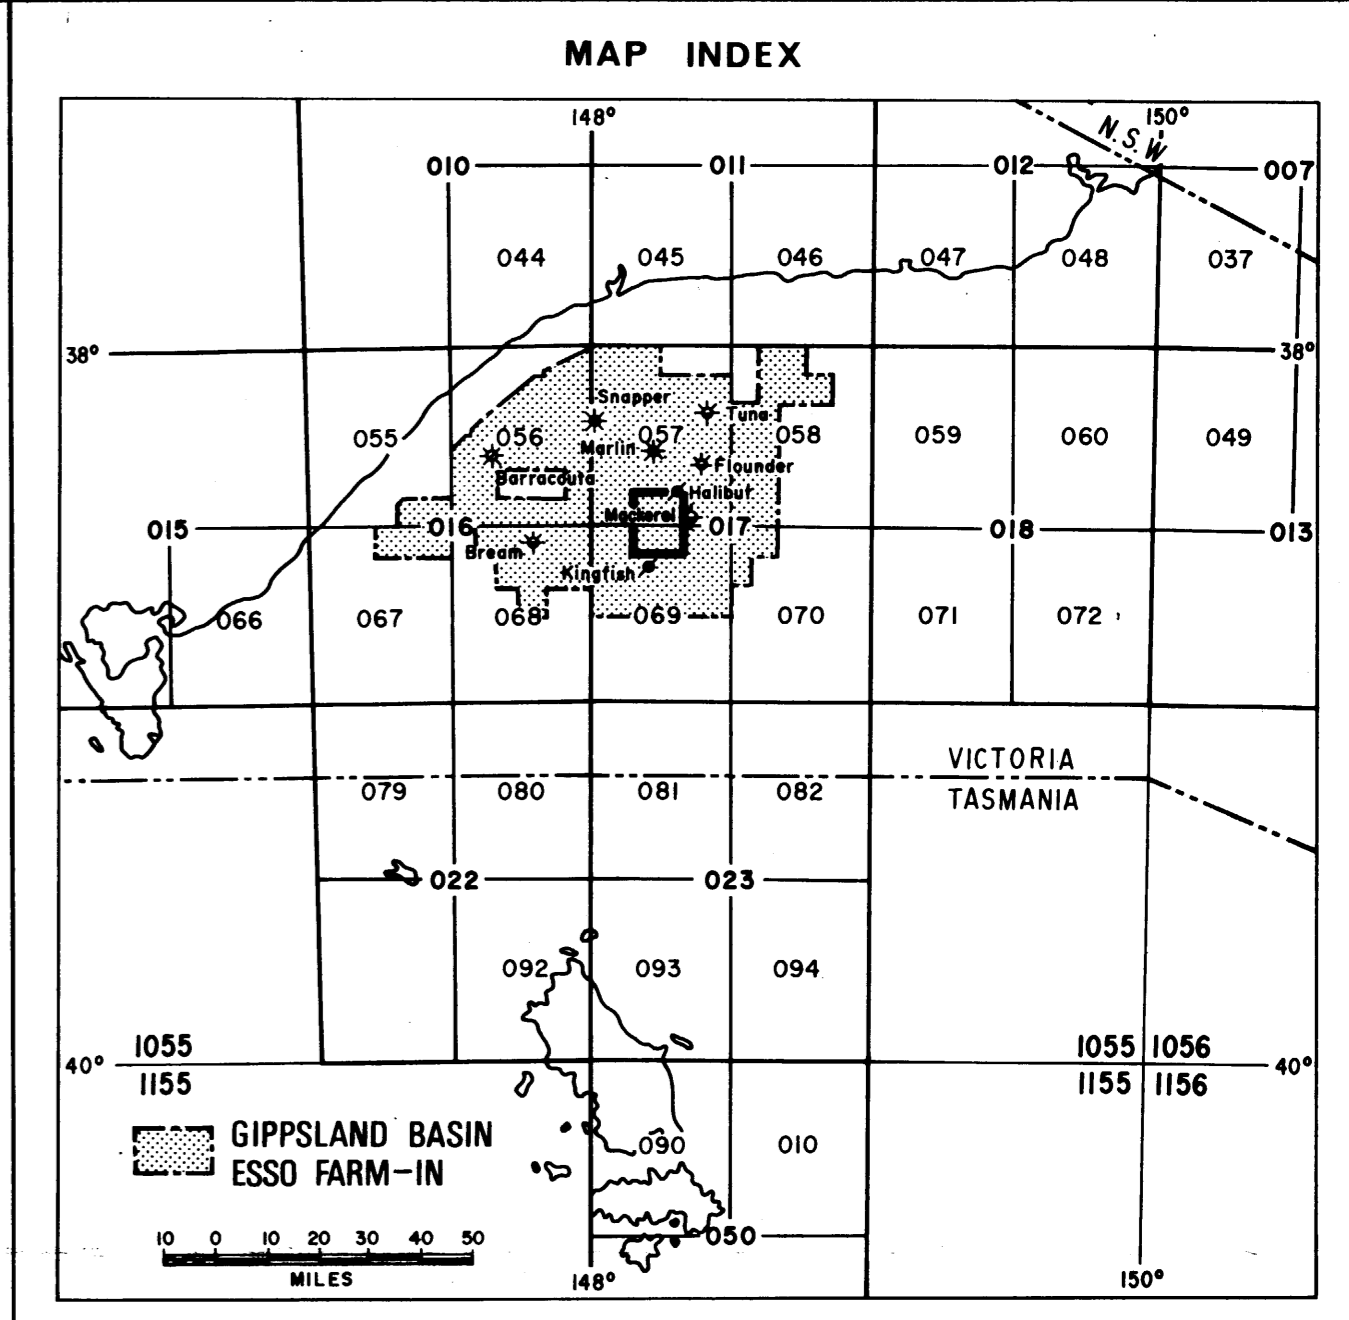 MAP INDEX
148° 150°
N.S.W
010 011 012 007
044 045 046 047 048 037
38° 38°
Snapper
Tuna
055 056 057 058 059 060 049
Marlin
Flounder
Barracouta
Halibut
Mackerel
015 016 017 018 013
Bream
Kingfish
066 067 068 069 070 071 072
VICTORIA
079 080 081 082 TASMANIA
022 023
092 093 094
1055 1055 1056
40° 40°
1155 1155 1156
GIPPSLAND BASIN
ESSO FARM-IN
090 010
050
10 0 10 20 30 40 50
MILES
148° 150°